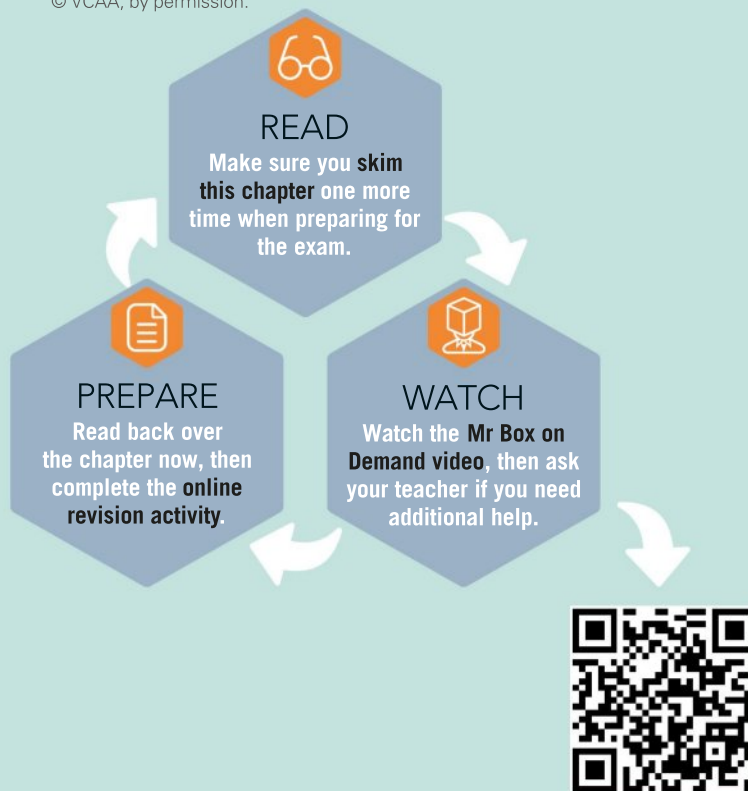 © VCAA, by permission.
READ
Make sure you skim
this chapter one more
time when preparing for
the exam.
PREPARE
Read back over
the chapter now, then
complete the online
revision activity.
WATCH
Watch the Mr Box on
Demand video, then ask
your teacher if you need
additional help.